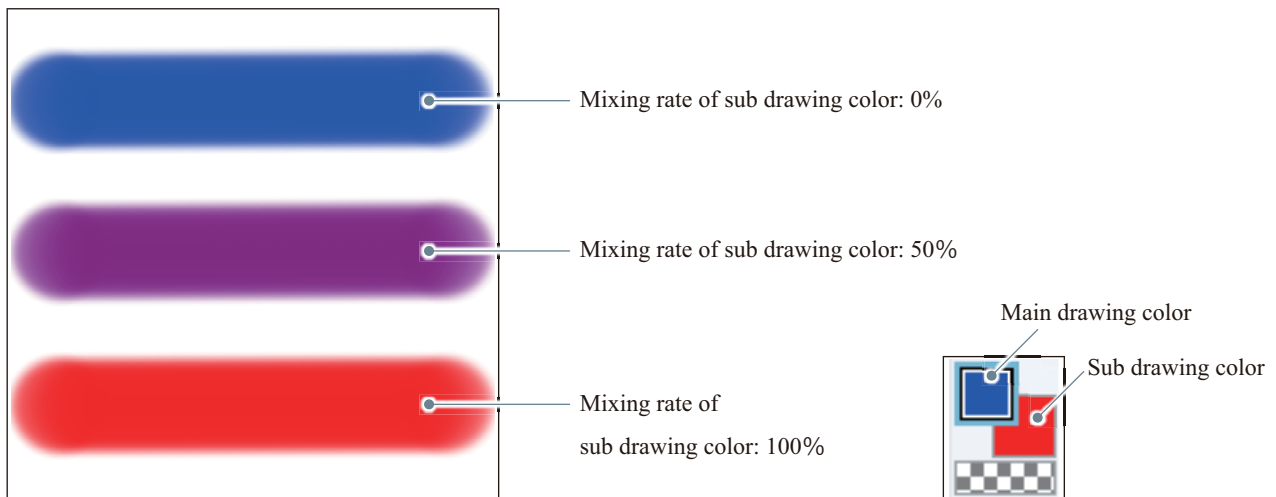 Mixing rate of sub drawing color: 0%
Mixing rate of sub drawing color: 50%
Main drawing color
Sub drawing color
Mixing rate of
sub drawing color: 100%